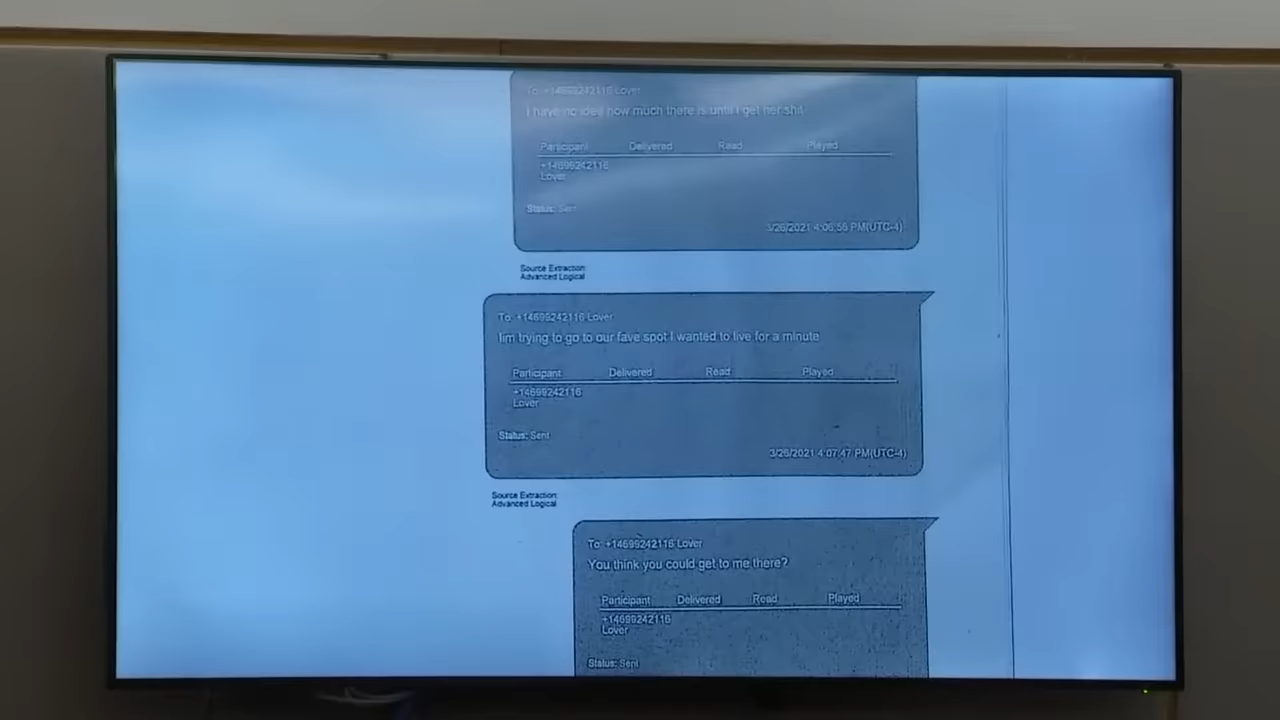 To: +14699242116 Lover
I have no idea how much there is until I get her shit
Participant Delivered Read Played
+14699242116
Lover
Status: Sent
3/26/2021 4:06:56 PM(UTC-4)
Source Extraction:
Advanced Logical
To: +14699242116 Lover
Iim trying to go to our fave spot I wanted to live for a minute
Participant Delivered Read Played
+14699242116
Lover
Status: Sent
3/26/2021 4:07:47 PM(UTC-4)
Source Extraction:
Advanced Logical
To: +14699242116 Lover
You think you could get to me there?
Participant Delivered Read Played
+14699242116
Lover
Status: Sent